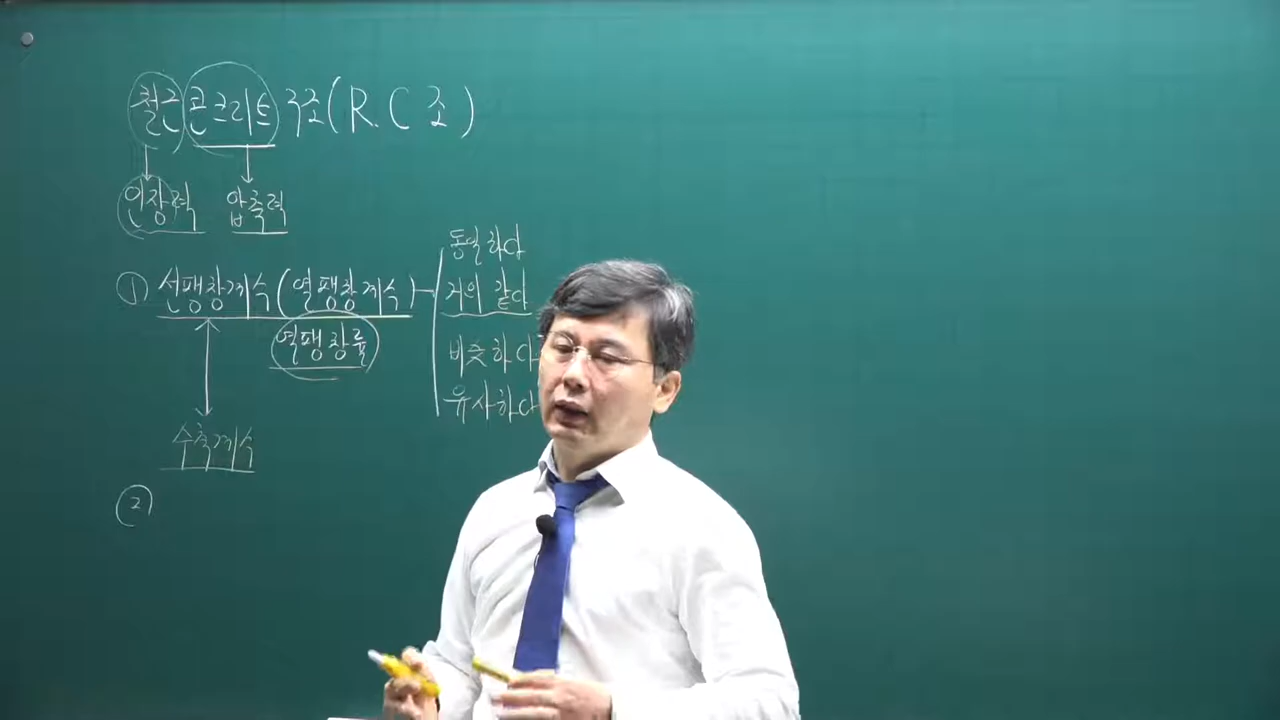 철근 콘크리트 구조(R.C조)
인장력 압축력
① 선팽창계수(열팽창계수)
열팽창률
동일하다
거의 같다
비슷하다
유사하다
수축계수
②